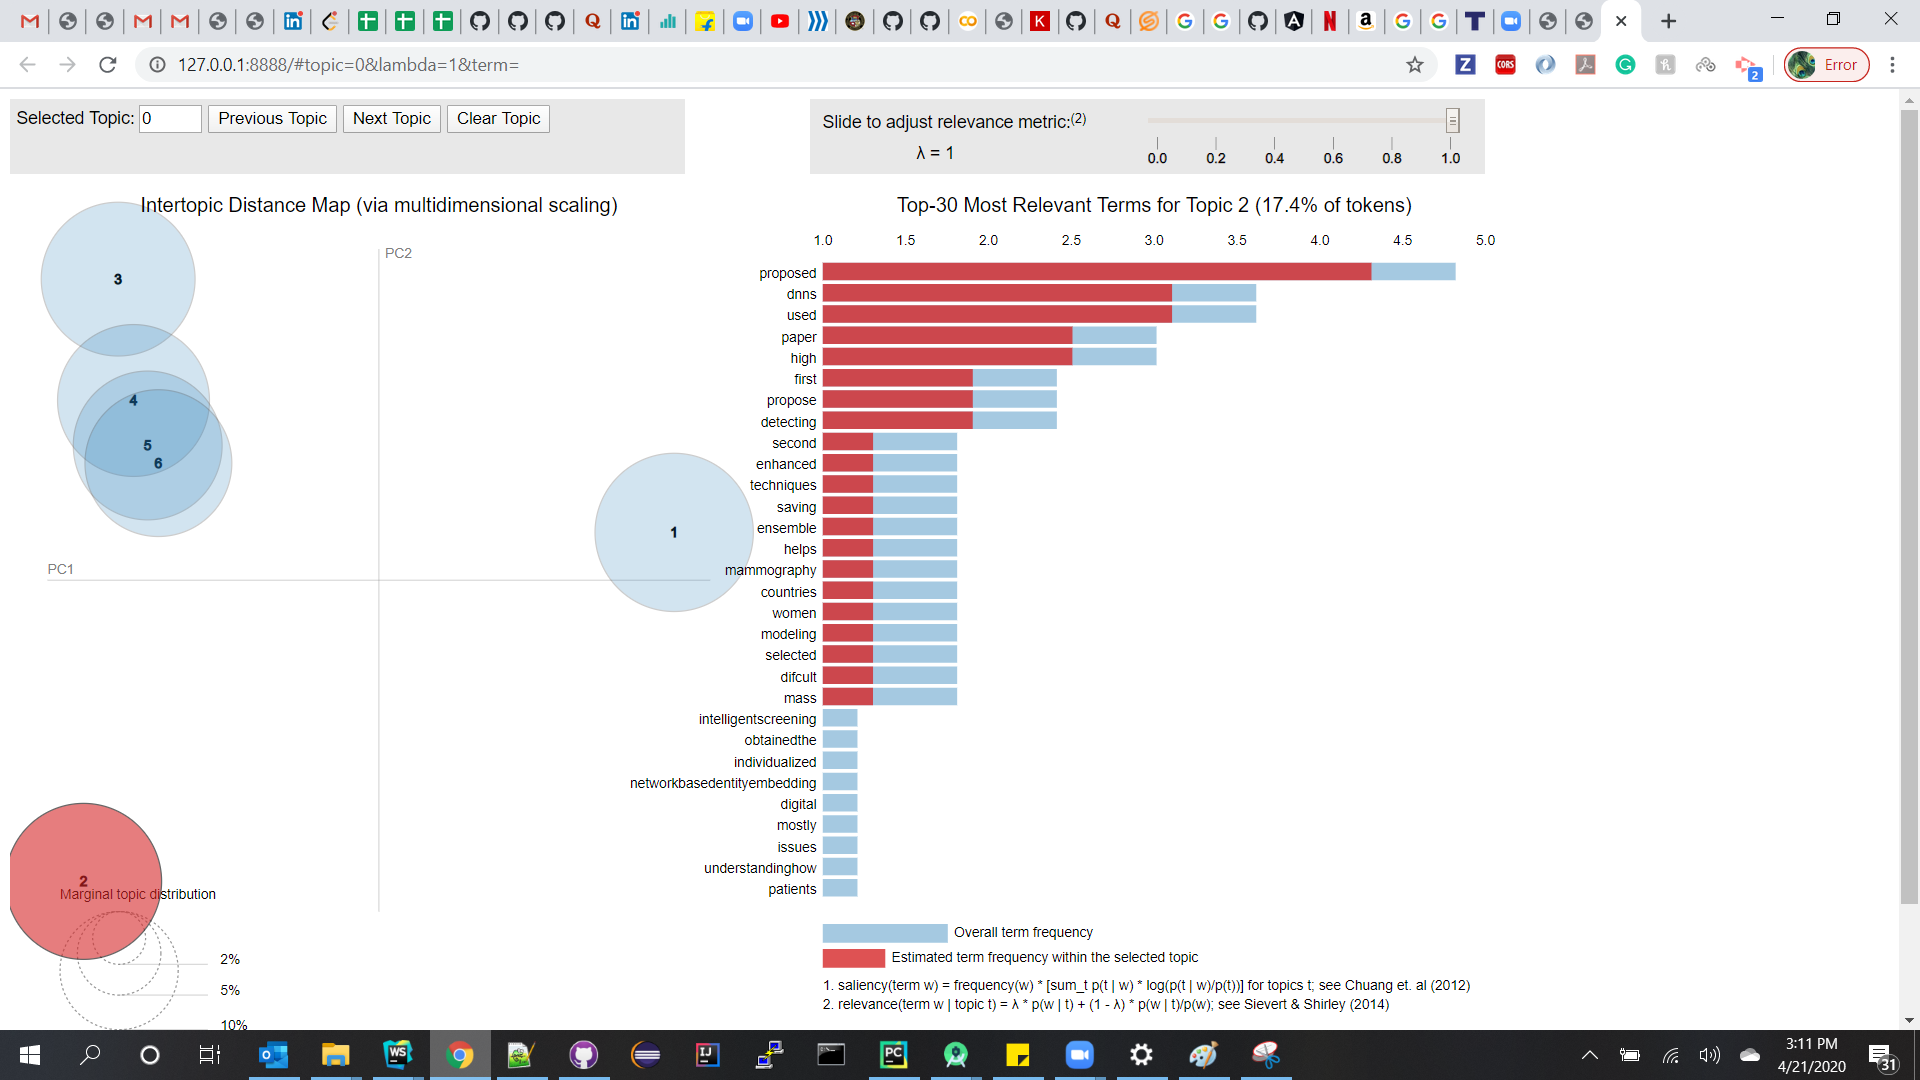 127.0.0.1:8888/#topic=0&lambda=1&term=
Z
CORS
2
Error
Selected Topic: 0 Previous Topic Next Topic Clear Topic
Slide to adjust relevance metric:(2)
λ = 1
0.0 0.2 0.4 0.6 0.8 1.0
Intertopic Distance Map (via multidimensional scaling)
PC2
PC1
3
4
5
6
1
2
Marginal topic distribution
2%
5%
10%
Top-30 Most Relevant Terms for Topic 2 (17.4% of tokens)
1.0 1.5 2.0 2.5 3.0 3.5 4.0 4.5 5.0
proposed
dnns
used
paper
high
first
propose
detecting
second
enhanced
techniques
saving
ensemble
helps
mammography
countries
women
modeling
selected
difcult
mass
intelligentscreening
obtainedthe
individualized
networkbasedentityembedding
digital
mostly
issues
understandinghow
patients
Overall term frequency
Estimated term frequency within the selected topic
1. saliency(term w) = frequency(w) * [sum_t p(t | w) * log(p(t | w)/p(t))] for topics t; see Chuang et. al (2012)
2. relevance(term w | topic t) = λ * p(w | t) + (1 - λ) * p(w | t)/p(w); see Sievert & Shirley (2014)
WS
IJ
PC
3:11 PM
4/21/2020
31